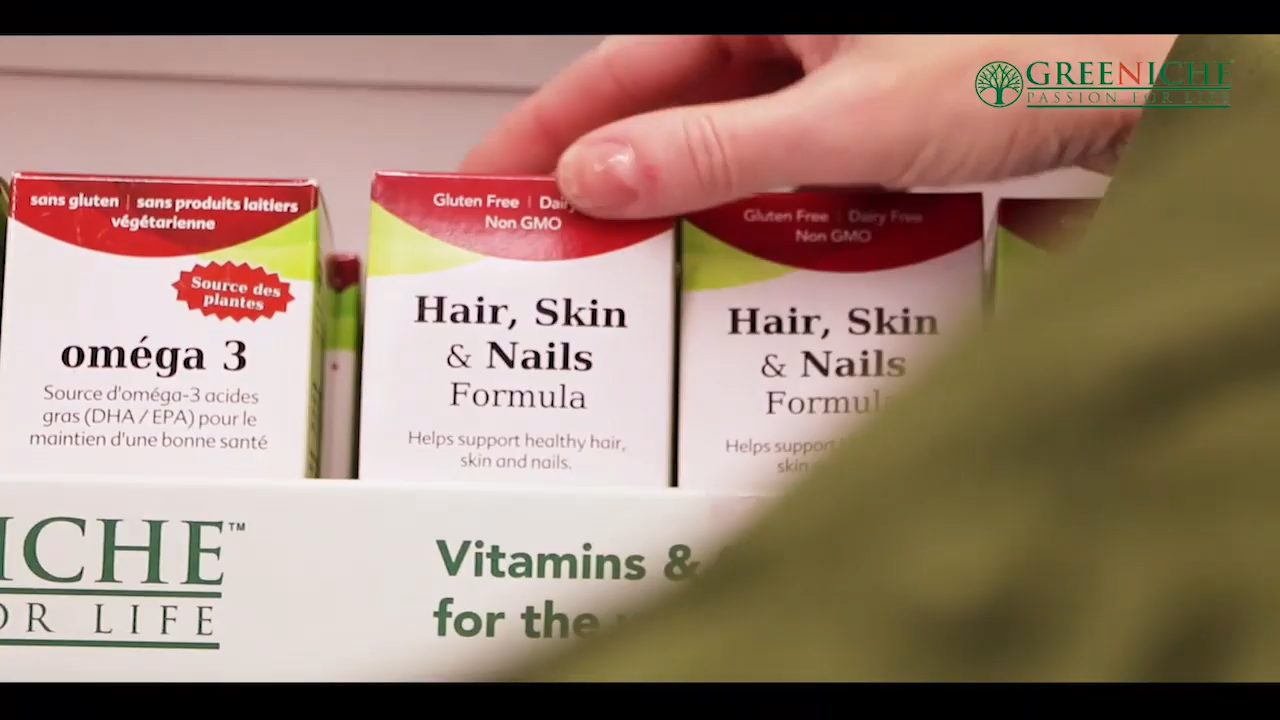 GREENICHE
PASSION FOR LIFE
sans gluten | sans produits laitiers
végétarienne
Source des
plantes
oméga 3
Source d'oméga-3 acides
gras (DHA / EPA) pour le
maintien d'une bonne santé
Gluten Free | Dairy
Non GMO
Hair, Skin
& Nails
Formula
Helps support healthy hair,
skin and nails.
Gluten Free | Dairy Free
Non GMO
Hair, Skin
& Nails
Formula
Helps support
skin
ICHE™
OR LIFE
Vitamins &
for the